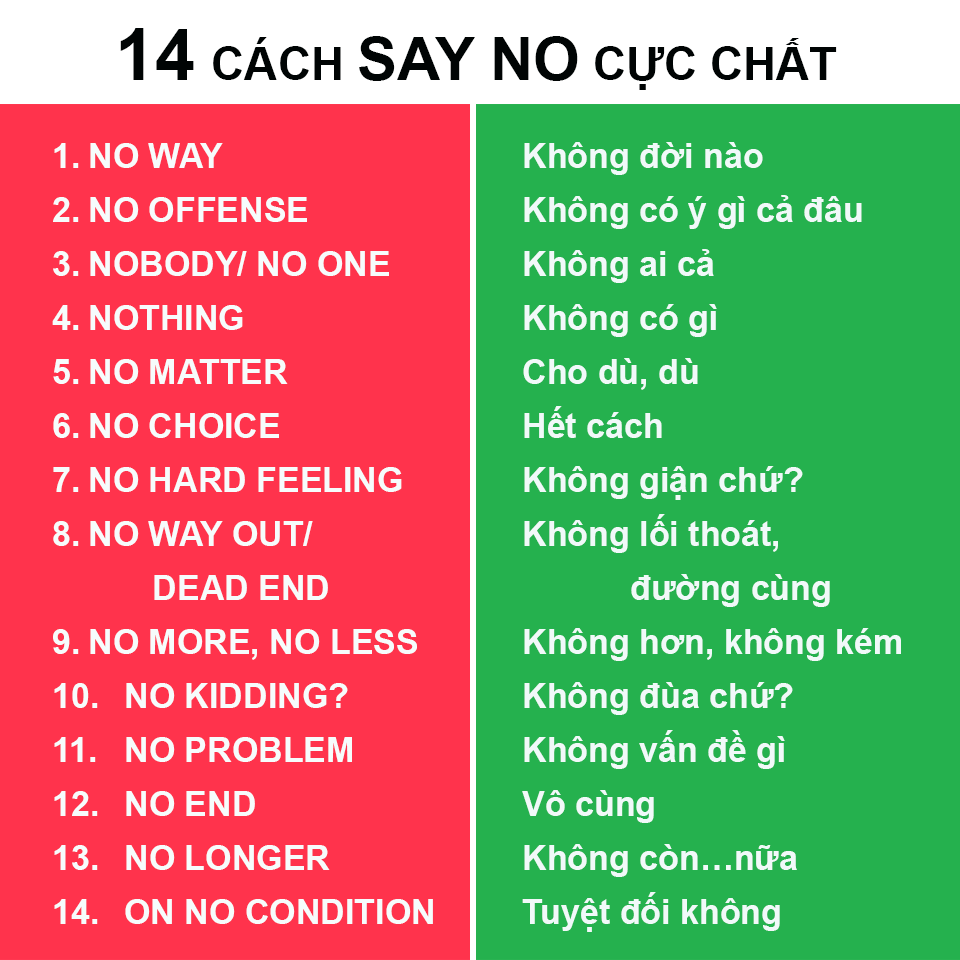 14 CÁCH SAY NO CỰC CHẤT
1. NO WAY Không đời nào
2. NO OFFENSE Không có ý gì cả đâu
3. NOBODY/ NO ONE Không ai cả
4. NOTHING Không có gì
5. NO MATTER Cho dù, dù
6. NO CHOICE Hết cách
7. NO HARD FEELING Không giận chứ?
8. NO WAY OUT/ Không lối thoát,
DEAD END đường cùng
9. NO MORE, NO LESS Không hơn, không kém
10. NO KIDDING? Không đùa chứ?
11. NO PROBLEM Không vấn đề gì
12. NO END Vô cùng
13. NO LONGER Không còn...nữa
14. ON NO CONDITION Tuyệt đối không